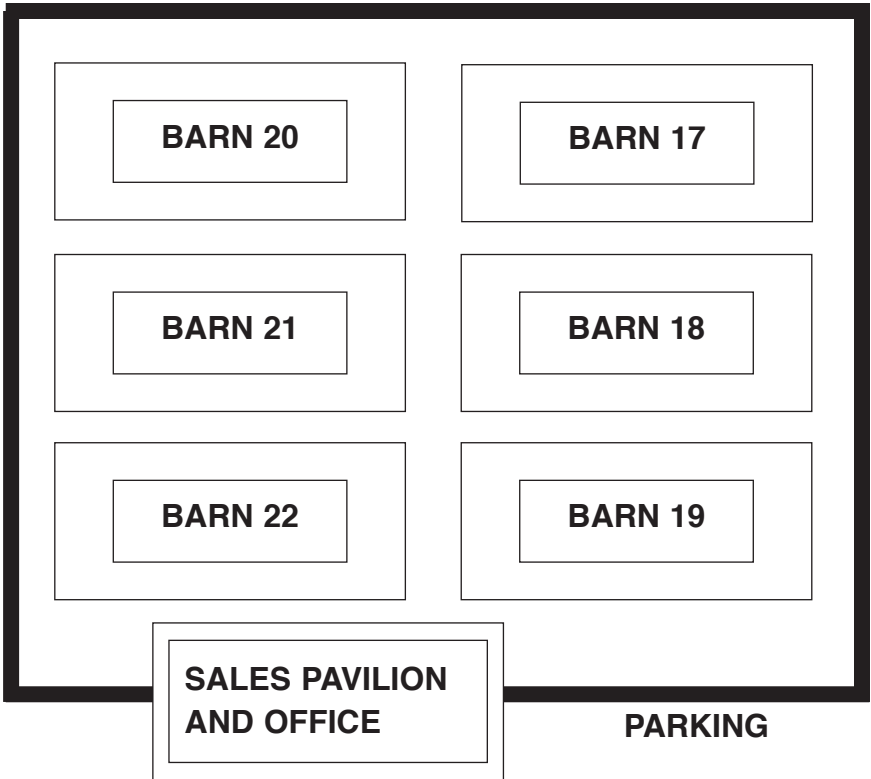 BARN 20
BARN 17
BARN 21
BARN 18
BARN 22
BARN 19
SALES PAVILION
AND OFFICE
PARKING